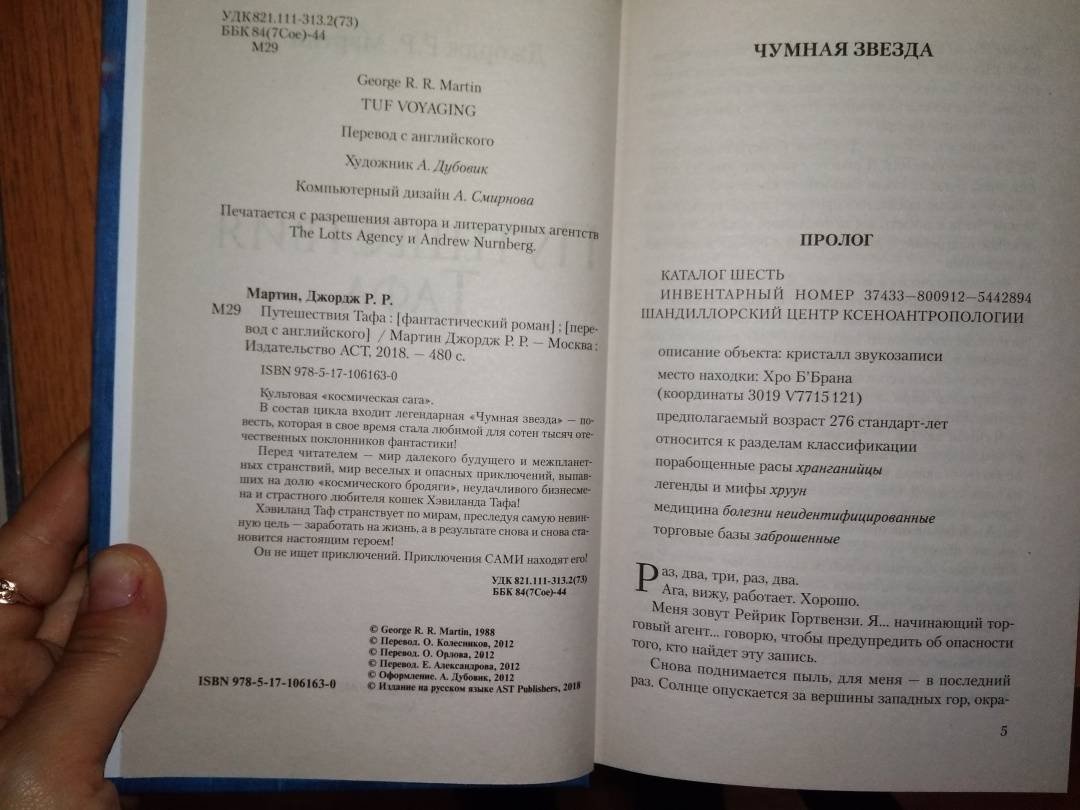 УДК 821.111-313.2(73)
ББК 84(7Сое)-44
М29
George R. R. Martin
TUF VOYAGING
Перевод с английского
Художник А. Дубовик
Компьютерный дизайн А. Смирнова
Печатается с разрешения автора и литературных агентств
The Lotts Agency и Andrew Nurnberg.
Мартин, Джордж Р. Р.
М29 Путешествия Тафа : [фантастический роман] ; [пере-
вод с английского] / Мартин Джордж Р. Р. — Москва :
Издательство АСТ, 2018. — 480 с.
ISBN 978-5-17-106163-0
Культовая «космическая сага».
В состав цикла входит легендарная «Чумная звезда» — по-
весть, которая в свое время стала любимой для сотен тысяч оте-
чественных поклонников фантастики!
Перед читателем — мир далекого будущего и межпланет-
ных странствий, мир веселых и опасных приключений, выпав-
ших на долю «космического бродяги», неудачливого бизнесме-
на и страстного любителя кошек Хэвиланда Тафа!
Хэвиланд Таф странствует по мирам, преследуя самую невин-
ную цель — заработать на жизнь, а в результате снова и снова ста-
новится настоящим героем!
Он не ищет приключений. Приключения САМИ находят его!
УДК 821.111-313.2(73)
ББК 84(7Сое)-44
© George R. R. Martin, 1988
© Перевод. О. Колесников, 2012
© Перевод. О. Орлова, 2012
© Перевод. Е. Александрова, 2012
© Оформление. А. Дубовик, 2012
ISBN 978-5-17-106163-0 © Издание на русском языке AST Publishers, 2018
ЧУМНАЯ ЗВЕЗДА
ПРОЛОГ
КАТАЛОГ ШЕСТЬ
ИНВЕНТАРНЫЙ НОМЕР 37433—800912—5442894
ШАНДИЛЛОРСКИЙ ЦЕНТР КСЕНОАНТРОПОЛОГИИ
описание объекта: кристалл звукозаписи
место находки: Хро Б’Брана
(координаты 3019 V7715121)
предполагаемый возраст 276 стандарт-лет
относится к разделам классификации
порабощенные расы хранганийцы
легенды и мифы хруун
медицина болезни неидентифицированные
торговые базы заброшенные
Раз, два, три, раз, два.
Ага, вижу, работает. Хорошо.
Меня зовут Рейрик Гортвензи. Я... начинающий тор-
говый агент... говорю, чтобы предупредить об опасности
того, кто найдет эту запись.
Снова поднимается пыль, для меня — в последний
раз. Солнце опускается за вершины западных гор, окра-
5